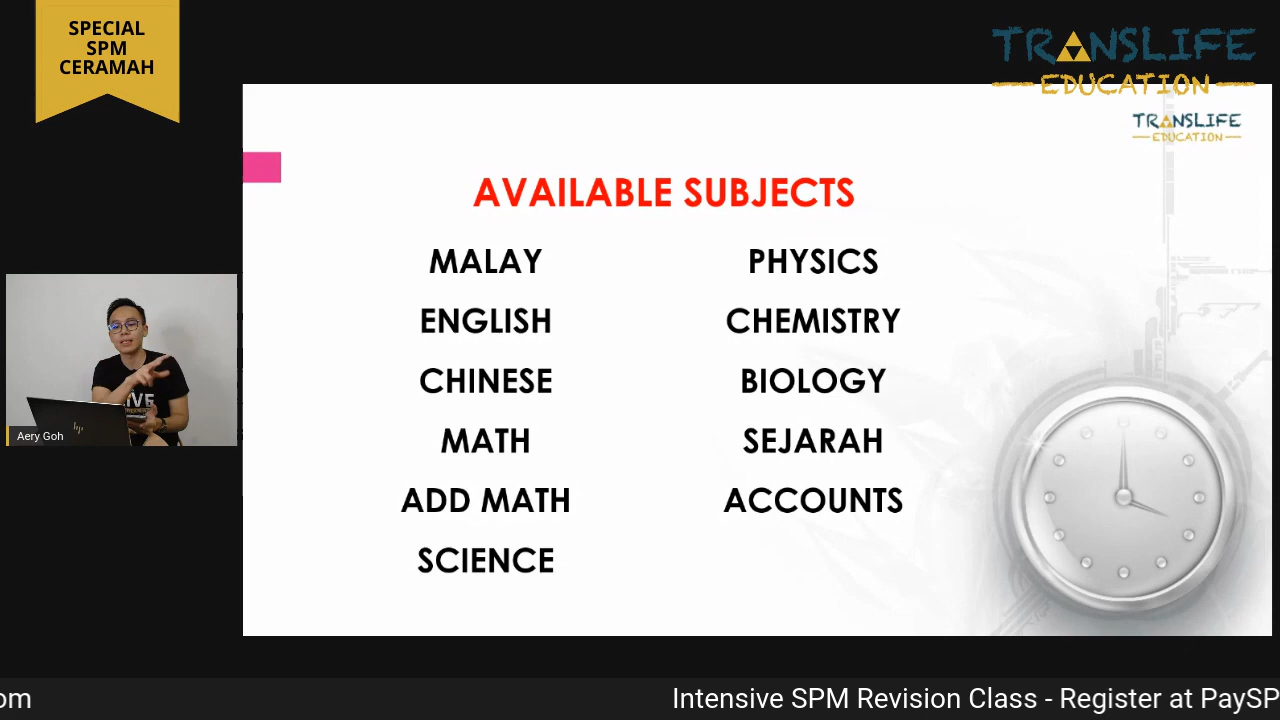 SPECIAL
SPM
CERAMAH
TRANSLIFE
EDUCATION
TRANSLIFE
EDUCATION
AVAILABLE SUBJECTS
MALAY
ENGLISH
CHINESE
MATH
ADD MATH
SCIENCE
PHYSICS
CHEMISTRY
BIOLOGY
SEJARAH
ACCOUNTS
hp
Aery Goh
om
Intensive SPM Revision Class - Register at PaySP